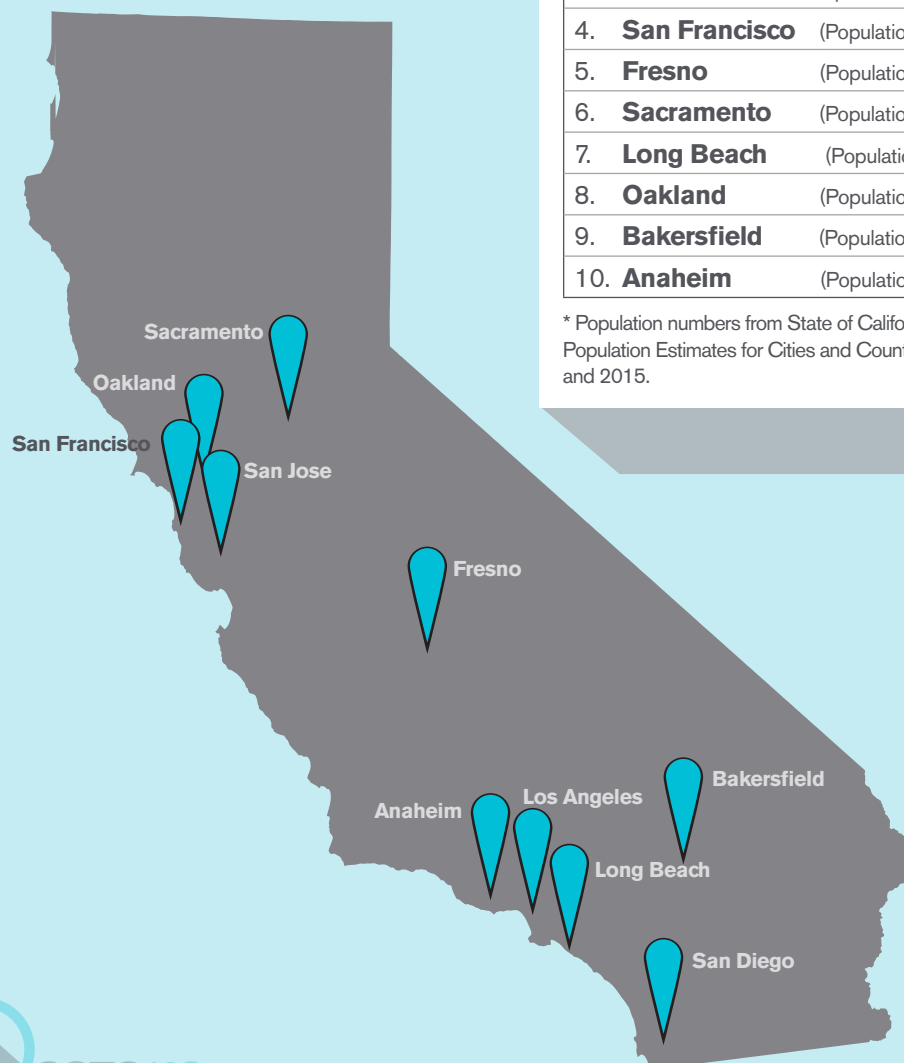 4. San Francisco (Populatio
5. Fresno (Populatio
6. Sacramento (Populatio
7. Long Beach (Populatio
8. Oakland (Populatio
9. Bakersfield (Populatio
10. Anaheim (Populatio
* Population numbers from State of Califo
Population Estimates for Cities and Coun
and 2015.
Sacramento
Oakland
San Francisco
San Jose
Fresno
Bakersfield
Los Angeles
Anaheim
Long Beach
San Diego